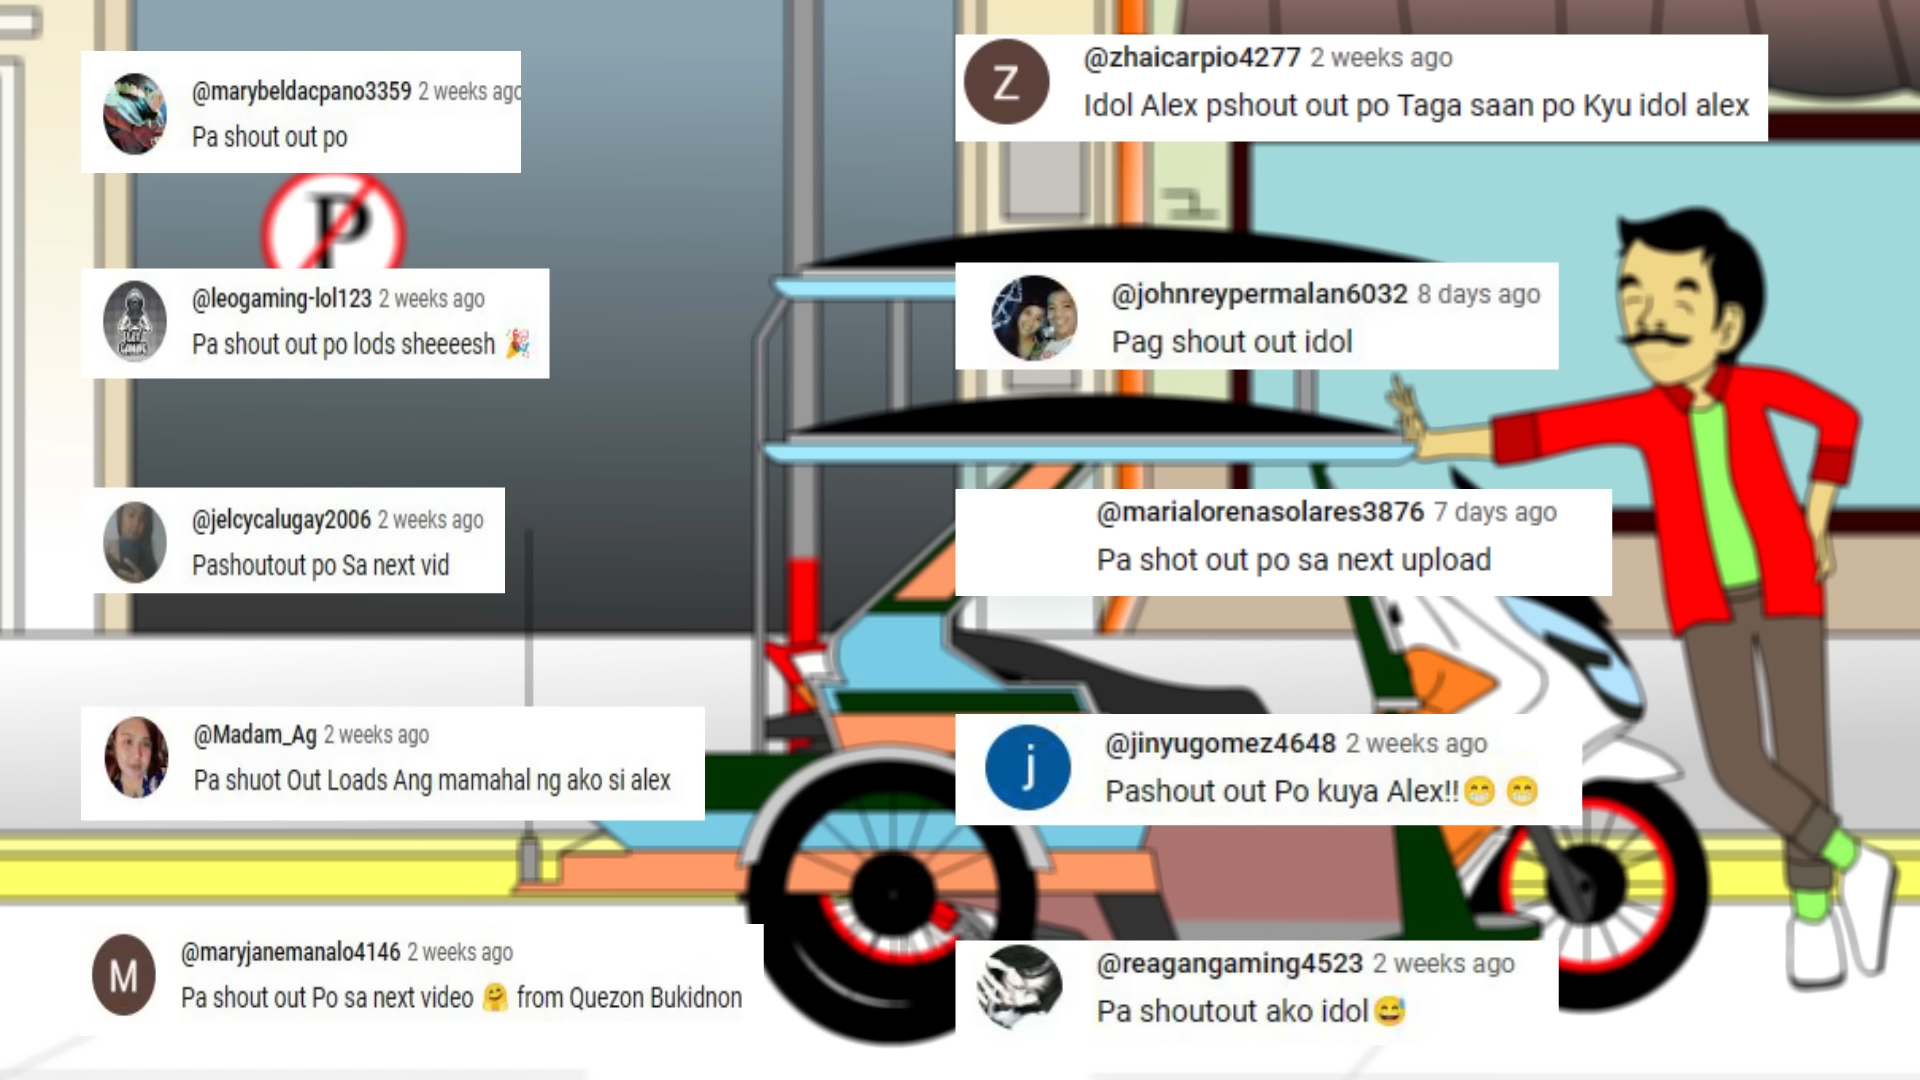 @marybeldacpano3359 2 weeks ago
Pa shout out po
P
@leogaming-lol123 2 weeks ago
Pa shout out po lods sheeeesh 🎉
@jelcycalugay2006 2 weeks ago
Pashoutout po Sa next vid
@Madam_Ag 2 weeks ago
Pa shuot Out Loads Ang mamahal ng ako si alex
M
@maryjanemanalo4146 2 weeks ago
Pa shout out Po sa next video 🤗 from Quezon Bukidnon
Z
@zhaicarpio4277 2 weeks ago
Idol Alex pshout out po Taga saan po Kyu idol alex
@johnreypermalan6032 8 days ago
Pag shout out idol
@marialorenasolares3876 7 days ago
Pa shot out po sa next upload
j
@jinyugomez4648 2 weeks ago
Pashout out Po kuya Alex!!😁 😁
@reagangaming4523 2 weeks ago
Pa shoutout ako idol😅